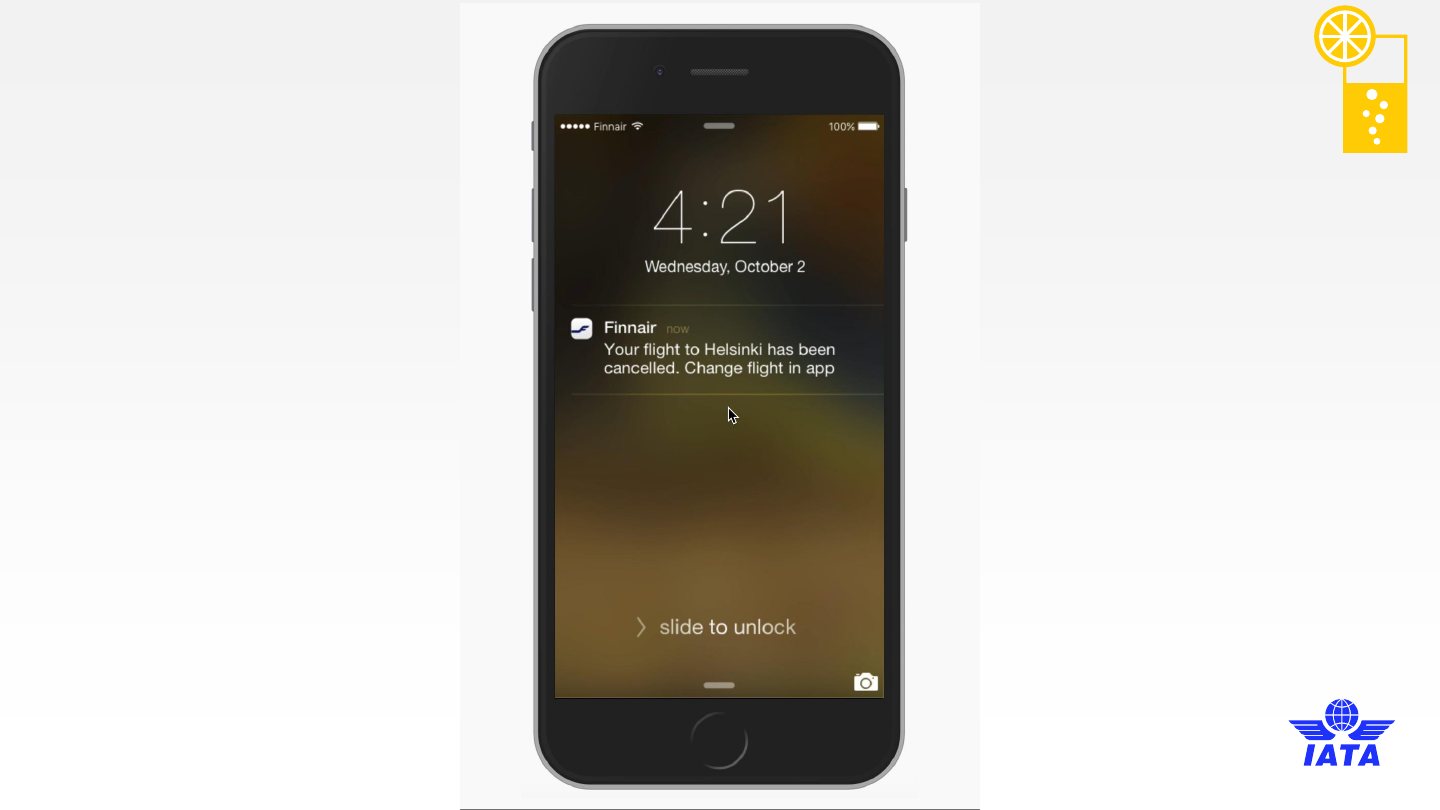 Finnair
100%
4:21
Wednesday, October 2
Finnair now
Your flight to Helsinki has been
cancelled. Change flight in app
slide to unlock
IATA